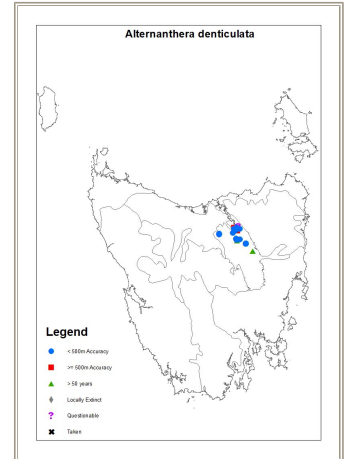 Alternanthera denticulata
Legend
< 500m Accuracy
>= 500m Accuracy
> 50 years
Locally Extinct
? Questionable
Taken